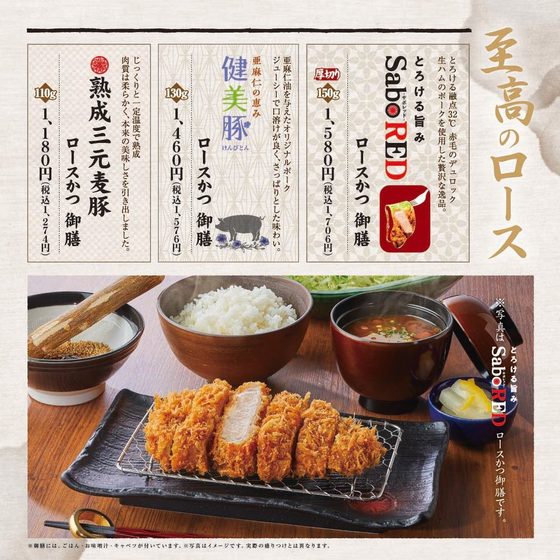 至高のロース
とろける融点32℃ 赤毛のデュロック
生ハムのポークを使用した贅沢な逸品。
とろける旨み
サボレッド
SaboRED
厚切り
ロースかつ 御膳
150g 1,580円(税込1,706円)
亜麻仁油を与えたオリジナルポーク
ジューシーで口溶けが良く、さっぱりとした味わい。
亜麻仁の恵み
健美豚
けんびとん
ロースかつ 御膳
130g 1,460円(税込1,576円)
じっくりと一定温度で熟成
肉質は柔らかく、本来の美味しさを引き出しました。
熟成三元麦豚
ロースかつ 御膳
110g 1,180円(税込1,274円)
※写真は とろける旨み SaboRED ロースかつ御膳です。
※御膳には、ごはん・お味噌汁・キャベツが付いています。※写真はイメージです。実際の盛りつけとは異なります。